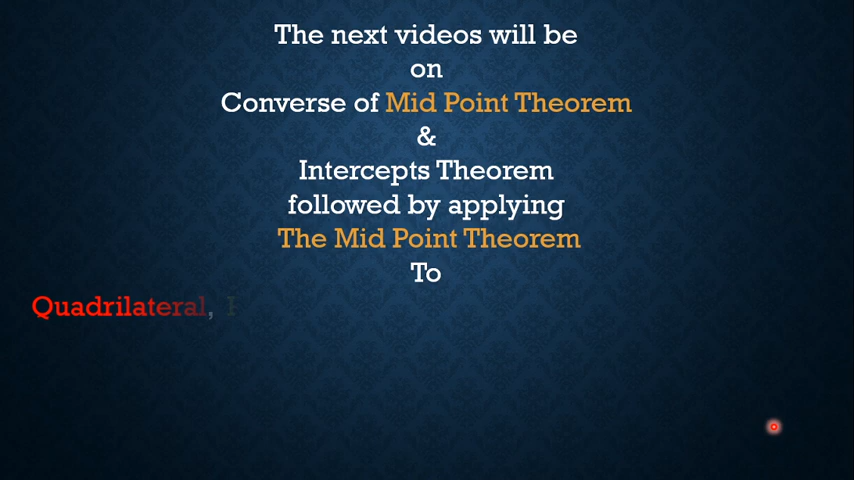 The next videos will be
on
Converse of Mid Point Theorem
&
Intercepts Theorem
followed by applying
The Mid Point Theorem
To
Quadrilateral,